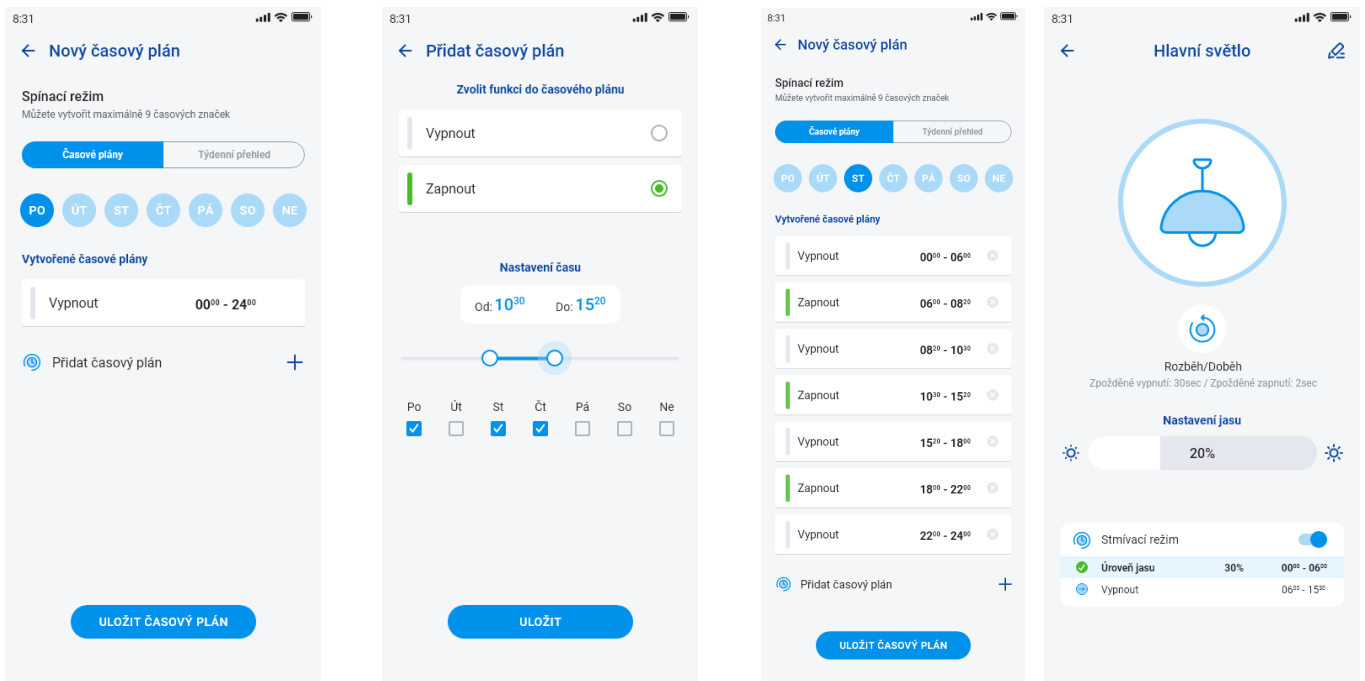 8:31
Nový časový plán
Spínací režim
Můžete vytvořit maximálně 9 časových značek
Časové plány Týdenní přehled
PO ÚT ST ČT PÁ SO NE
Vytvořené časové plány
Vypnout 00⁰⁰ - 24⁰⁰
Přidat časový plán
ULOŽIT ČASOVÝ PLÁN
8:31
Přidat časový plán
Zvolit funkci do časového plánu
Vypnout
Zapnout
Nastavení času
Od: 10³⁰ Do: 15²⁰
Po Út St Čt Pá So Ne
ULOŽIT
8:31
Nový časový plán
Spínací režim
Můžete vytvořit maximálně 9 časových značek
Časové plány Týdenní přehled
PO ÚT ST ČT PÁ SO NE
Vytvořené časové plány
Vypnout 00⁰⁰ - 06⁰⁰
Zapnout 06⁰⁰ - 08²⁰
Vypnout 08²⁰ - 10³⁰
Zapnout 10³⁰ - 15²⁰
Vypnout 15²⁰ - 18⁰⁰
Zapnout 18⁰⁰ - 22⁰⁰
Vypnout 22⁰⁰ - 24⁰⁰
Přidat časový plán
ULOŽIT ČASOVÝ PLÁN
8:31
Hlavní světlo
Rozběh/Doběh
Zpožděné vypnutí: 30sec / Zpožděné zapnutí: 2sec
Nastavení jasu
20%
Stmívací režim
Úroveň jasu 30% 00⁰⁰ - 06⁰⁰
Vypnout 06⁰⁰ - 15³⁰